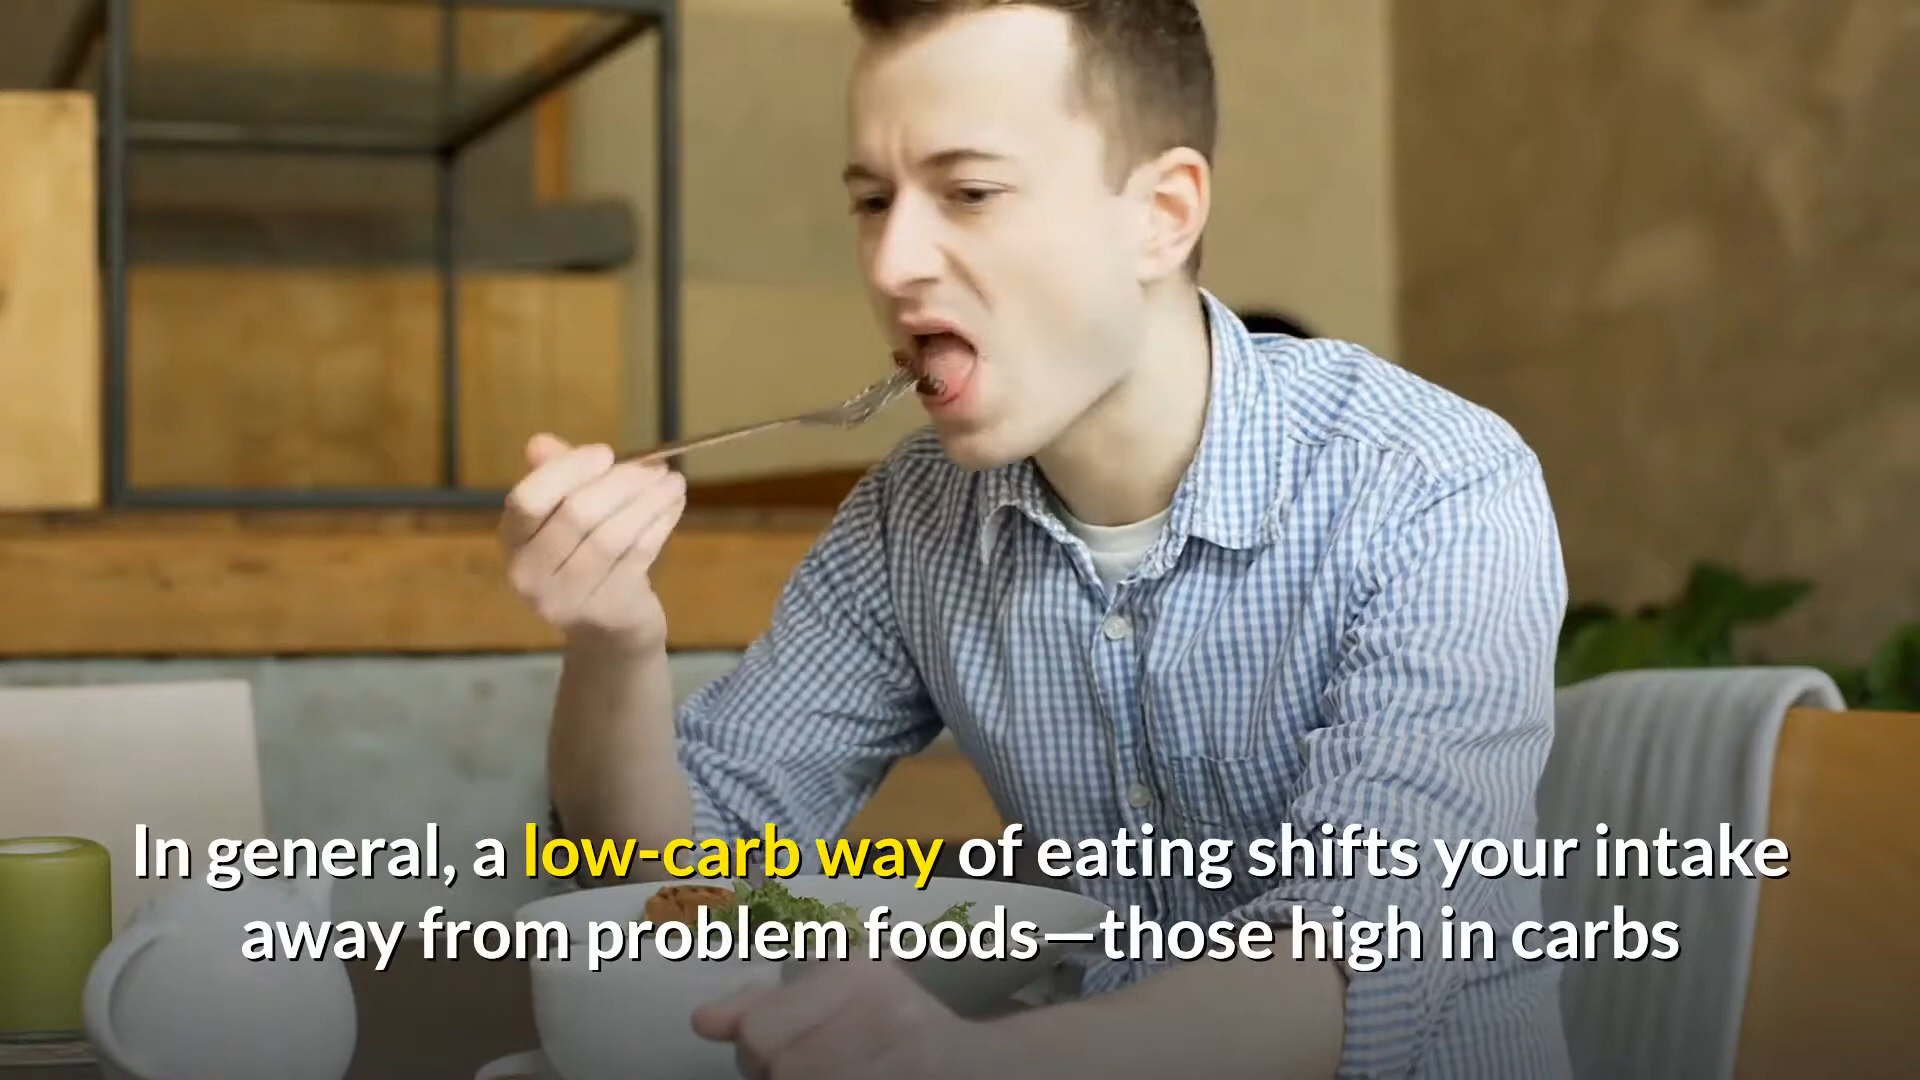 In general, a low-carb way of eating shifts your intake
away from problem foods—those high in carbs